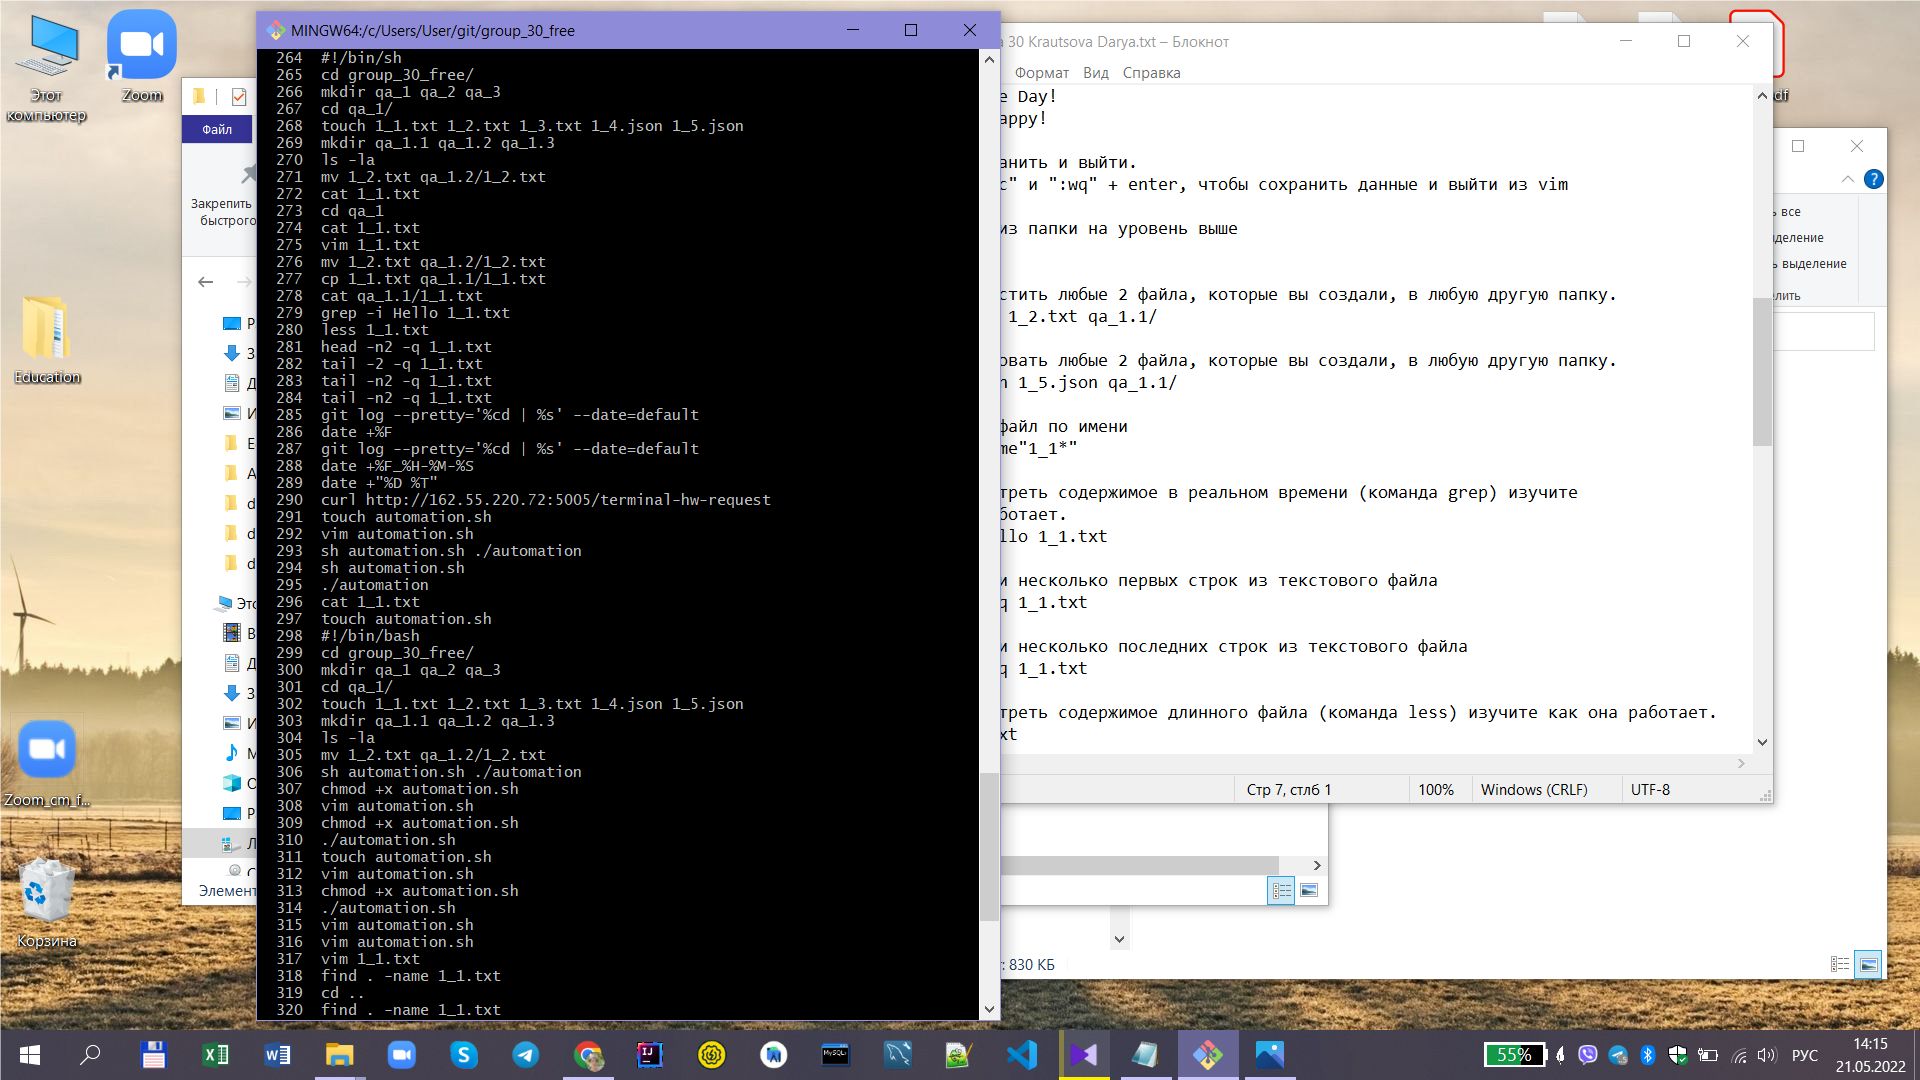 Этот
компьютер
Zoom
Education
Zoom_cm_f...
Корзина
Файл
Закрепить
быстрого
Элемент
MINGW64:/c/Users/User/git/group_30_free
264 #!/bin/sh
265 cd group_30_free/
266 mkdir qa_1 qa_2 qa_3
267 cd qa_1/
268 touch 1_1.txt 1_2.txt 1_3.txt 1_4.json 1_5.json
269 mkdir qa_1.1 qa_1.2 qa_1.3
270 ls -la
271 mv 1_2.txt qa_1.2/1_2.txt
272 cat 1_1.txt
273 cd qa_1
274 cat 1_1.txt
275 vim 1_1.txt
276 mv 1_2.txt qa_1.2/1_2.txt
277 cp 1_1.txt qa_1.1/1_1.txt
278 cat qa_1.1/1_1.txt
279 grep -i Hello 1_1.txt
280 less 1_1.txt
281 head -n2 -q 1_1.txt
282 tail -2 -q 1_1.txt
283 tail -n2 -q 1_1.txt
284 tail -n2 -q 1_1.txt
285 git log --pretty='%cd | %s' --date=default
286 date +%F
287 git log --pretty='%cd | %s' --date=default
288 date +%F_%H-%M-%S
289 date +"%D %T"
290 curl http://162.55.220.72:5005/terminal-hw-request
291 touch automation.sh
292 vim automation.sh
293 sh automation.sh ./automation
294 sh automation.sh
295 ./automation
296 cat 1_1.txt
297 touch automation.sh
298 #!/bin/bash
299 cd group_30_free/
300 mkdir qa_1 qa_2 qa_3
301 cd qa_1/
302 touch 1_1.txt 1_2.txt 1_3.txt 1_4.json 1_5.json
303 mkdir qa_1.1 qa_1.2 qa_1.3
304 ls -la
305 mv 1_2.txt qa_1.2/1_2.txt
306 sh automation.sh ./automation
307 chmod +x automation.sh
308 vim automation.sh
309 chmod +x automation.sh
310 ./automation.sh
311 touch automation.sh
312 vim automation.sh
313 chmod +x automation.sh
314 ./automation.sh
315 vim automation.sh
316 vim automation.sh
317 vim 1_1.txt
318 find . -name 1_1.txt
319 cd ..
320 find . -name 1_1.txt
30 Krautsova Darya.txt – Блокнот
Формат Вид Справка
e Day!
appy!
анить и выйти.
c" и ":wq" + enter, чтобы сохранить данные и выйти из vim
из папки на уровень выше
стить любые 2 файла, которые вы создали, в любую другую папку.
1_2.txt qa_1.1/
овать любые 2 файла, которые вы создали, в любую другую папку.
n 1_5.json qa_1.1/
файл по имени
me"1_1*"
треть содержимое в реальном времени (команда grep) изучите
ботает.
llo 1_1.txt
и несколько первых строк из текстового файла
q 1_1.txt
и несколько последних строк из текстового файла
q 1_1.txt
треть содержимое длинного файла (команда less) изучите как она работает.
xt
Стр 7, стлб 1 100% Windows (CRLF) UTF-8
df
ь все
деление
ь выделение
лить
: 830 КБ
55%
РУС
14:15
21.05.2022